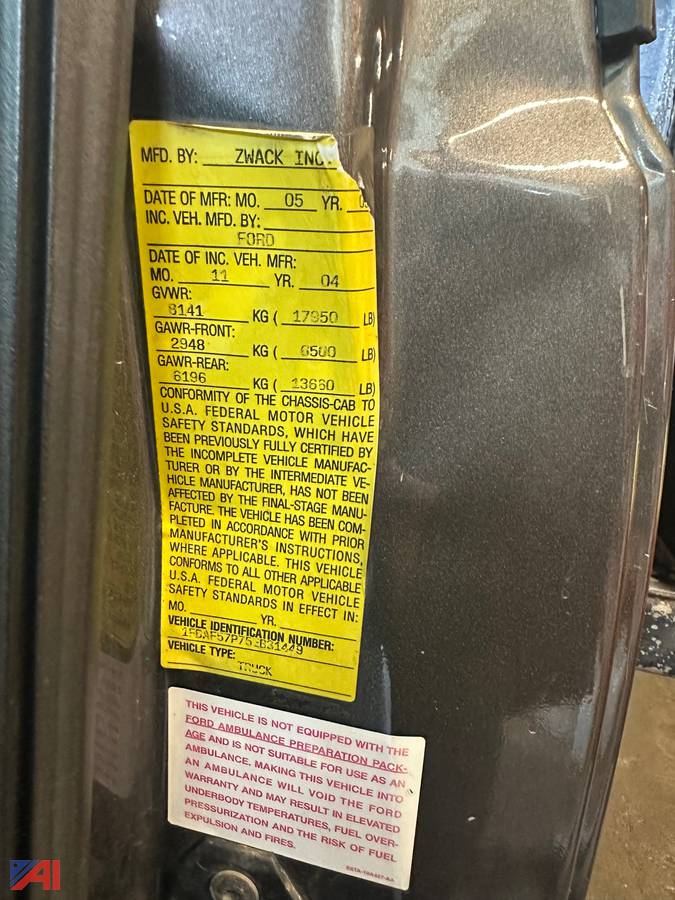 MFD. BY: ZWACK INC.
DATE OF MFR: MO. 05 YR.
INC. VEH. MFD. BY:
FORD
DATE OF INC. VEH. MFR:
MO. 11 YR. 04
GVWR:
8141 KG ( 17950 LB)
GAWR-FRONT:
2948 KG ( 6500 LB)
GAWR-REAR:
6196 KG ( 13660 LB)
CONFORMITY OF THE CHASSIS-CAB TO
U.S.A. FEDERAL MOTOR VEHICLE
SAFETY STANDARDS, WHICH HAVE
BEEN PREVIOUSLY FULLY CERTIFIED BY
THE INCOMPLETE VEHICLE MANUFAC-
TURER OR BY THE INTERMEDIATE VE-
HICLE MANUFACTURER, HAS NOT BEEN
AFFECTED BY THE FINAL-STAGE MANU-
FACTURE. THE VEHICLE HAS BEEN COM-
PLETED IN ACCORDANCE WITH PRIOR
MANUFACTURER'S INSTRUCTIONS,
WHERE APPLICABLE. THIS VEHICLE
CONFORMS TO ALL OTHER APPLICABLE
U.S.A. FEDERAL MOTOR VEHICLE
SAFETY STANDARDS IN EFFECT IN:
MO. YR.
VEHICLE IDENTIFICATION NUMBER:
VEHICLE TYPE:
TRUCK
THIS VEHICLE IS NOT EQUIPPED WITH THE
FORD AMBULANCE PREPARATION PACK-
AGE AND IS NOT SUITABLE FOR USE AS AN
AMBULANCE. MAKING THIS VEHICLE INTO
AN AMBULANCE WILL VOID THE FORD
WARRANTY AND MAY RESULT IN ELEVATED
UNDERBODY TEMPERATURES, FUEL OVER-
PRESSURIZATION AND THE RISK OF FUEL
EXPULSION AND FIRES.
AI